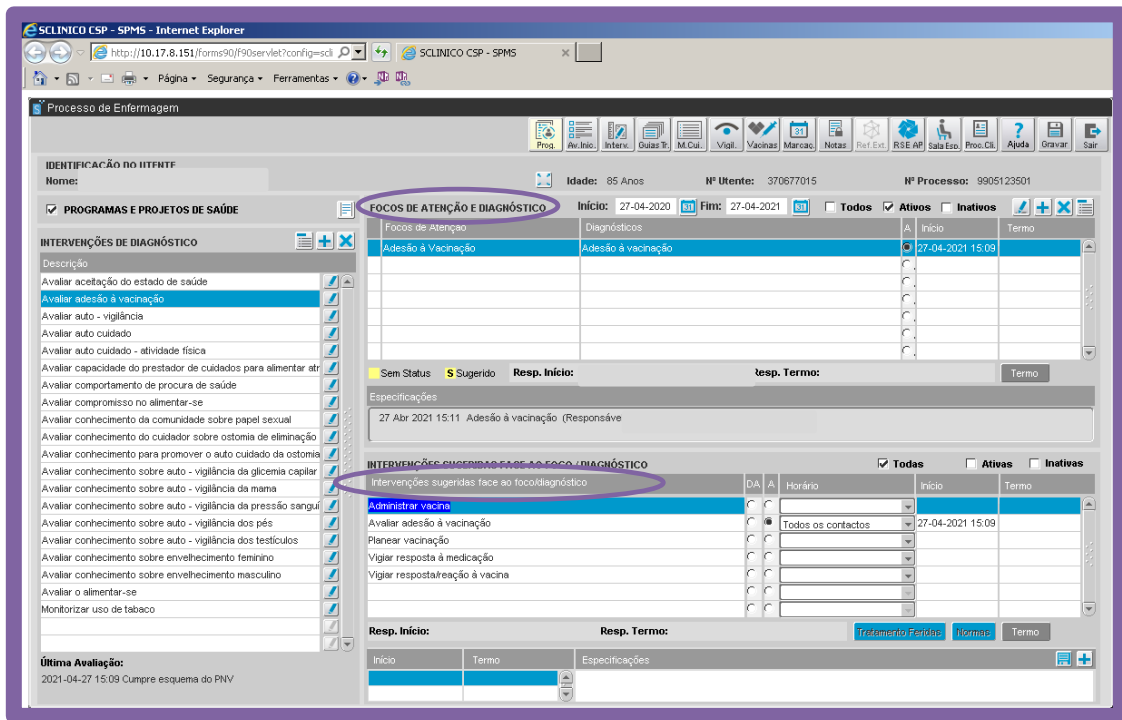 SCLINICO CSP - SPMS - Internet Explorer
http://10.17.8.151/forms90/f90servlet?config=scli
SCLINICO CSP - SPMS
Página Segurança Ferramentas
Processo de Enfermagem
Prog. Av.Inic. Interv. Guias Tr. M.Cui.. Vigil. Vacinas Marcaç. Notas Ref.Ext. RSE AP Sala Esp. Proc.Cli. Ajuda Gravar Sair
IDENTIFICAÇÃO DO UTENTE
Nome: Idade: 85 Anos Nº Utente: 370677015 Nº Processo: 9905123501
PROGRAMAS E PROJETOS DE SAÚDE
INTERVENÇÕES DE DIAGNÓSTICO
Descrição
Avaliar aceitação do estado de saúde
Avaliar adesão à vacinação
Avaliar auto - vigilância
Avaliar auto cuidado
Avaliar auto cuidado - atividade física
Avaliar capacidade do prestador de cuidados para alimentar atr
Avaliar comportamento de procura de saúde
Avaliar compromisso no alimentar-se
Avaliar conhecimento da comunidade sobre papel sexual
Avaliar conhecimento do cuidador sobre ostomia de eliminação
Avaliar conhecimento para promover o auto cuidado da ostomia
Avaliar conhecimento sobre auto - vigilância da glicemia capilar
Avaliar conhecimento sobre auto - vigilância da mama
Avaliar conhecimento sobre auto - vigilância da pressão sanguí
Avaliar conhecimento sobre auto - vigilância dos pés
Avaliar conhecimento sobre auto - vigilância dos testículos
Avaliar conhecimento sobre envelhecimento feminino
Avaliar conhecimento sobre envelhecimento masculino
Avaliar o alimentar-se
Monitorizar uso de tabaco
Última Avaliação:
2021-04-27 15:09 Cumpre esquema do PNV
FOCOS DE ATENÇÃO E DIAGNÓSTICO Início: 27-04-2020 Fim: 27-04-2021 Todos Ativos Inativos
Focos de Atenção Diagnósticos A Início Termo
Adesão à Vacinação Adesão à vacinação 27-04-2021 15:09
Sem Status S Sugerido Resp. Início: Resp. Termo: Termo
Especificações
27 Abr 2021 15:11 Adesão à vacinação (Responsáve
INTERVENÇÕES SUGERIDAS FACE AO FOCO / DIAGNÓSTICO Todas Ativas Inativas
Intervenções sugeridas face ao foco/diagnóstico DA A Horário Início Termo
Administrar vacina
Avaliar adesão à vacinação Todos os contactos 27-04-2021 15:09
Planear vacinação
Vigiar resposta à medicação
Vigiar resposta/reação à vacina
Resp. Início: Resp. Termo: Tratamento Feridas Normas Termo
Início Termo Especificações